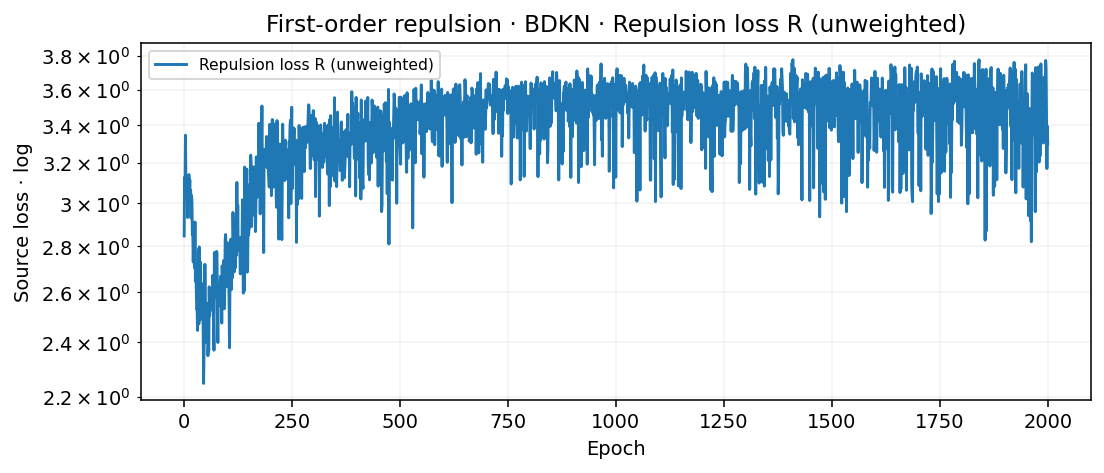 First-order repulsion · BDKN · Repulsion loss R (unweighted)
Repulsion loss R (unweighted)
Source loss · log
3.8 × 10⁰
3.6 × 10⁰
3.4 × 10⁰
3.2 × 10⁰
3 × 10⁰
2.8 × 10⁰
2.6 × 10⁰
2.4 × 10⁰
2.2 × 10⁰
0 250 500 750 1000 1250 1500 1750 2000
Epoch